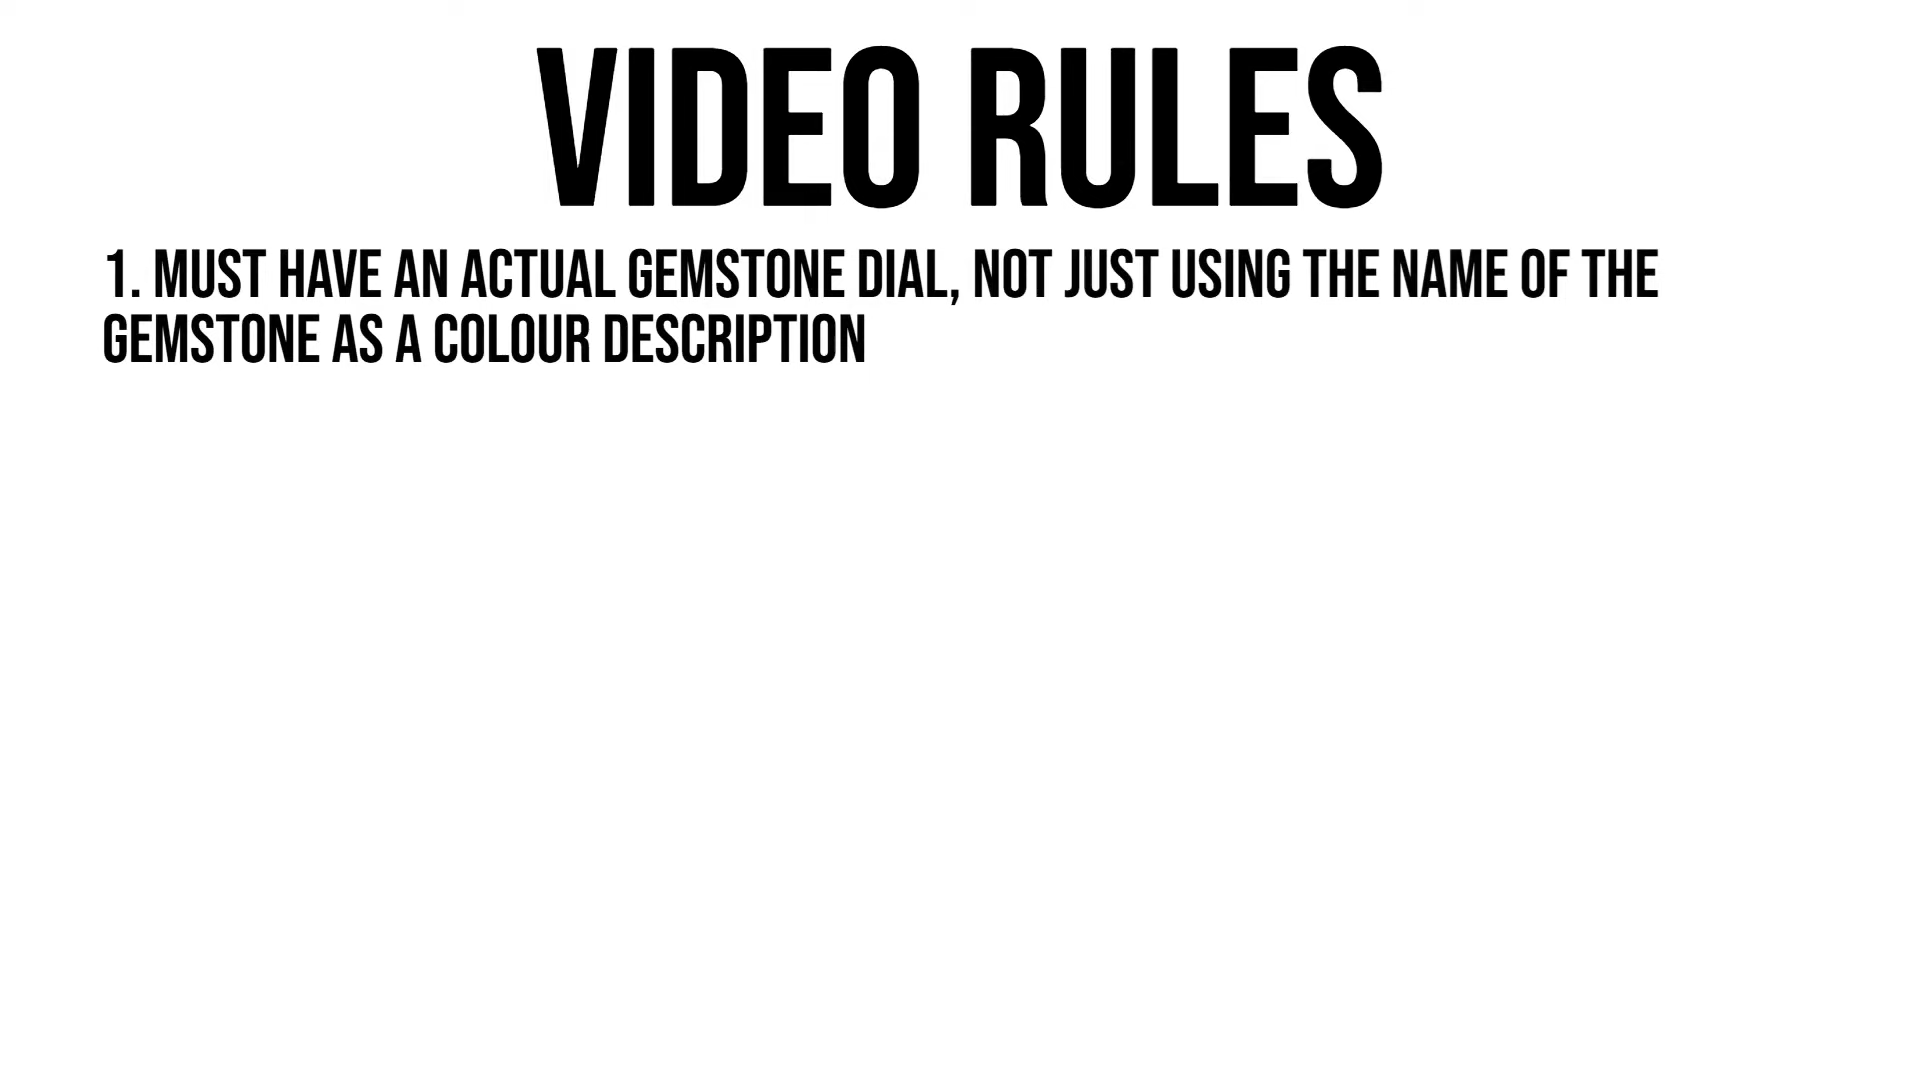 VIDEO RULES
1. MUST HAVE AN ACTUAL GEMSTONE DIAL, NOT JUST USING THE NAME OF THE
GEMSTONE AS A COLOUR DESCRIPTION